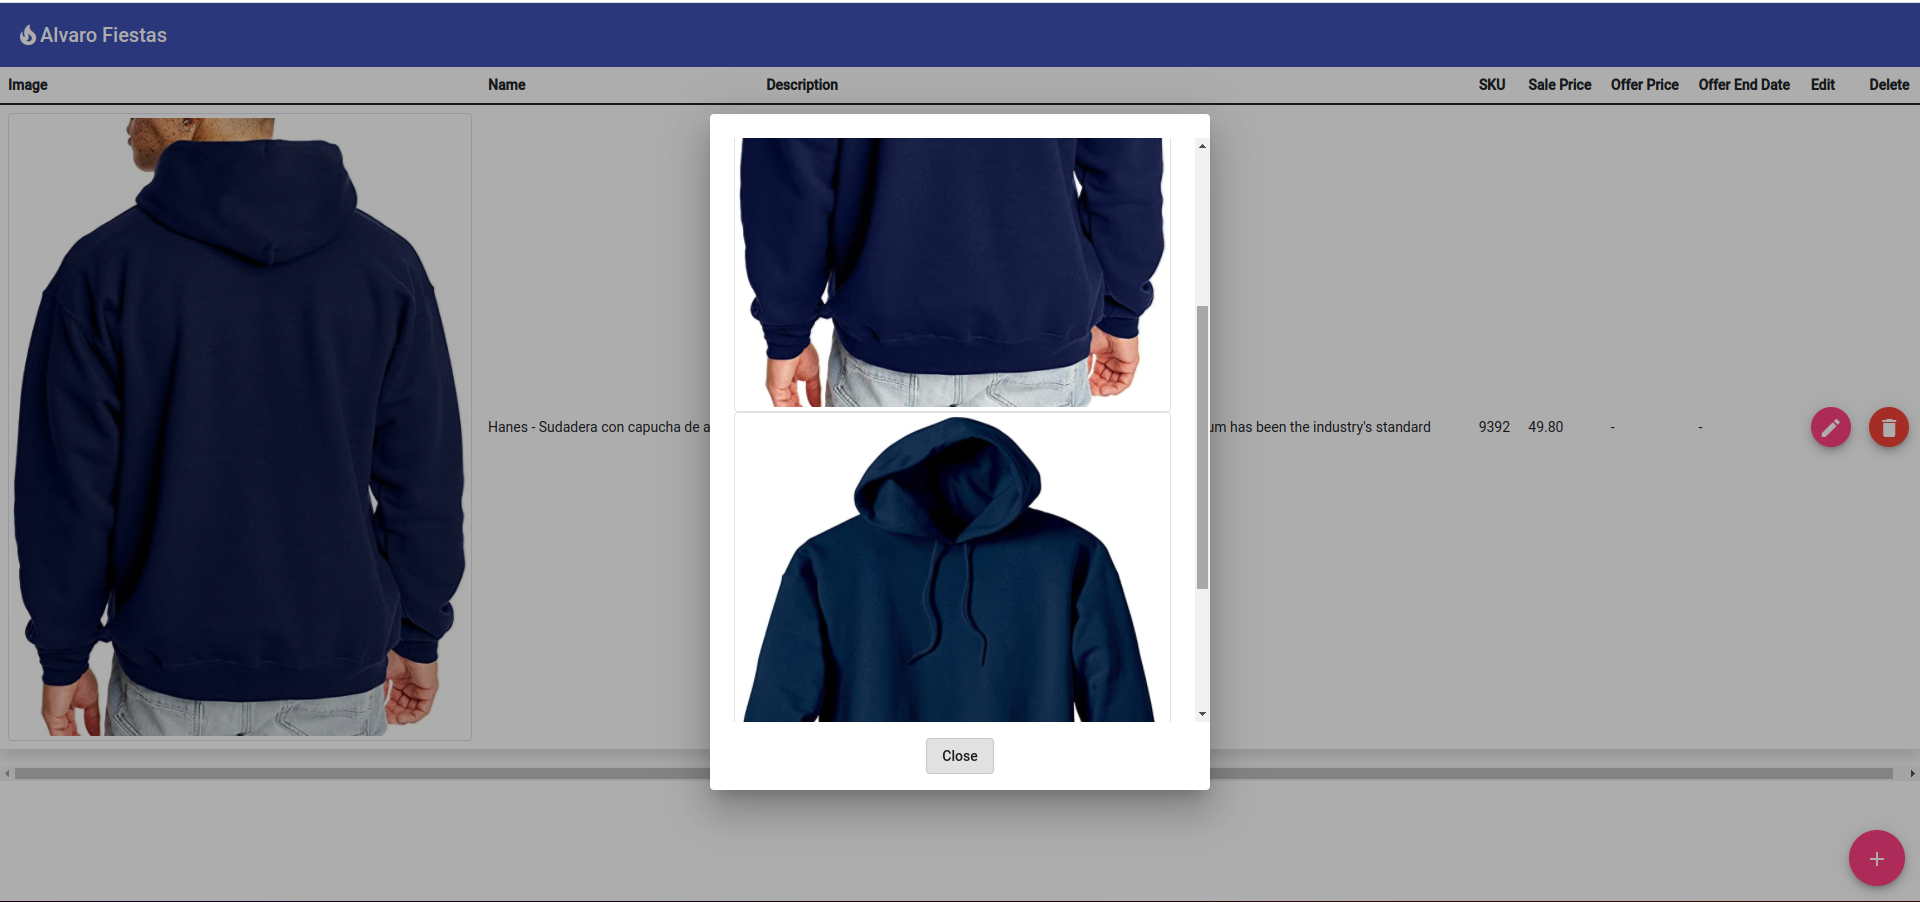 Alvaro Fiestas
Image Name Description SKU Sale Price Offer Price Offer End Date Edit Delete
Hanes - Sudadera con capucha de has been the industry's standard 9392 49.80 - -
Close